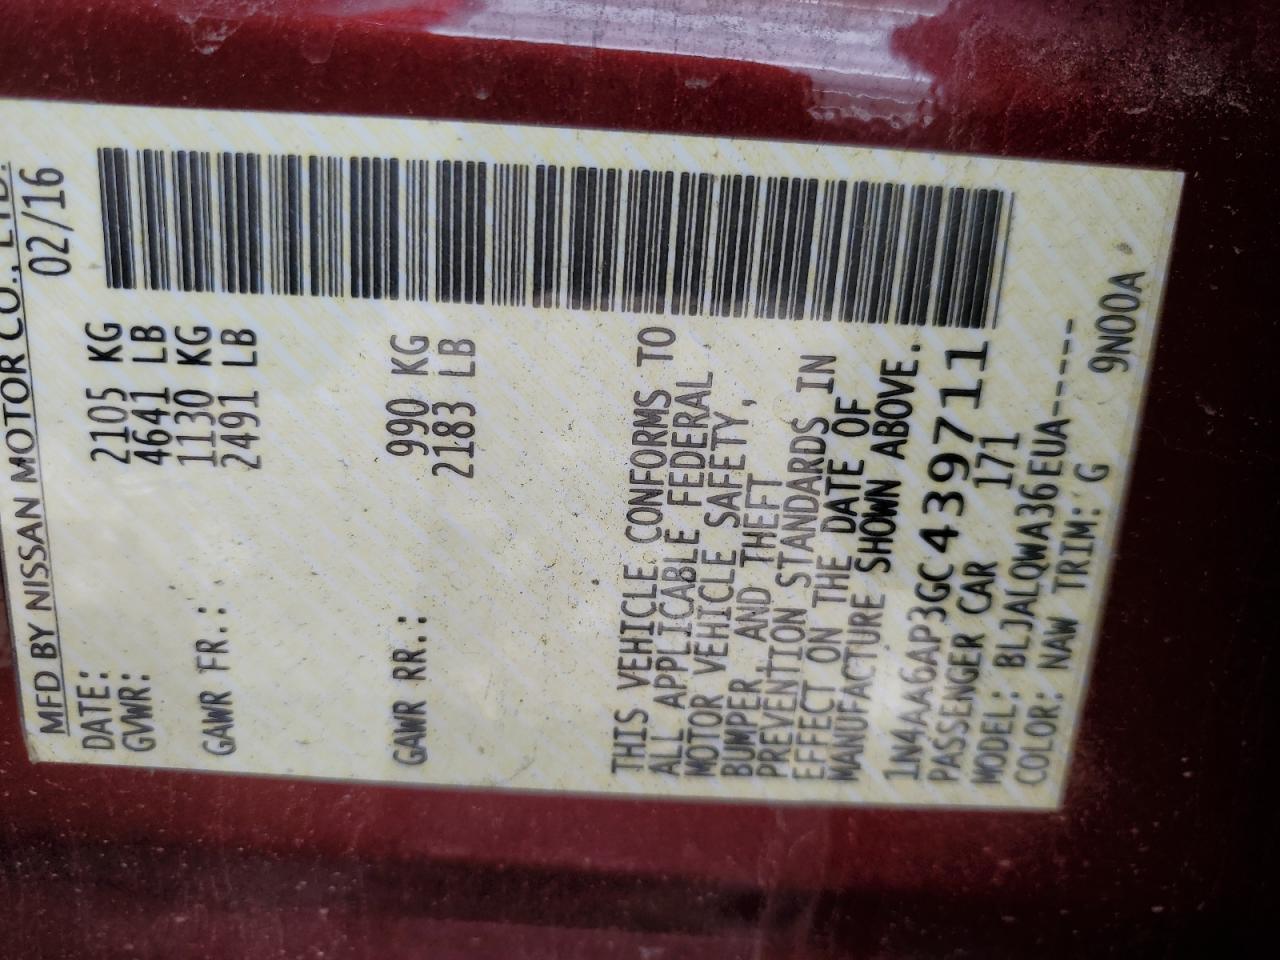 MFD BY NISSAN MOTOR CO., LTD.
DATE: 02/16
GVWR: 2105 KG
4641 LB
GAWR FR.: 1130 KG
2491 LB
GAWR RR.: 990 KG
2183 LB
THIS VEHICLE CONFORMS TO
ALL APPLICABLE FEDERAL
MOTOR VEHICLE SAFETY,
BUMPER AND THEFT
PREVENTION STANDARDS IN
EFFECT ON THE DATE OF
MANUFACTURE SHOWN ABOVE.
1N4AA6AP3GC439711
PASSENGER CAR 171
MODEL: BLJALQWA36EUA-----
COLOR: NAW TRIM: G 9N00A